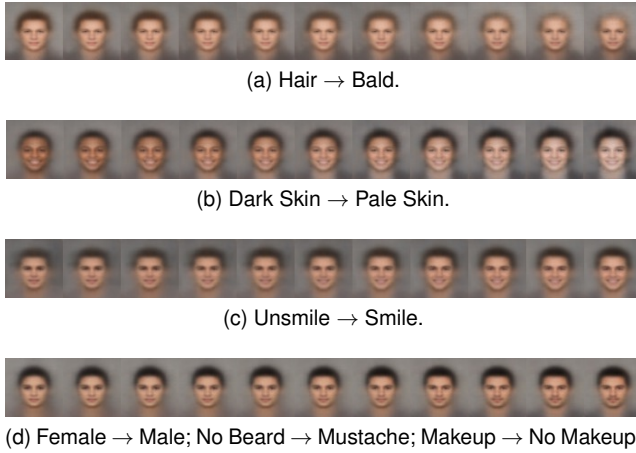 (a) Hair → Bald.
(b) Dark Skin → Pale Skin.
(c) Unsmile → Smile.
(d) Female → Male; No Beard → Mustache; Makeup → No Makeup